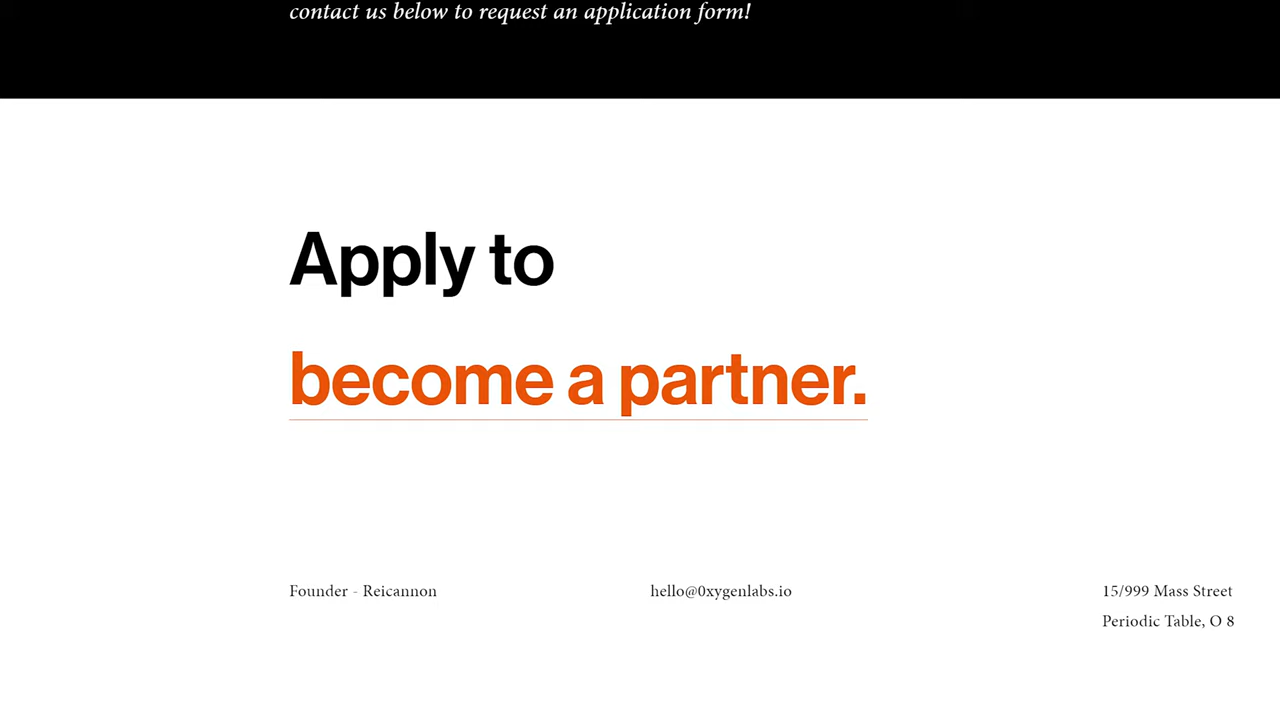 contact us below to request an application form!
Apply to
become a partner.
Founder - Reicannon
hello@0xygenlabs.io
15/999 Mass Street
Periodic Table, O 8